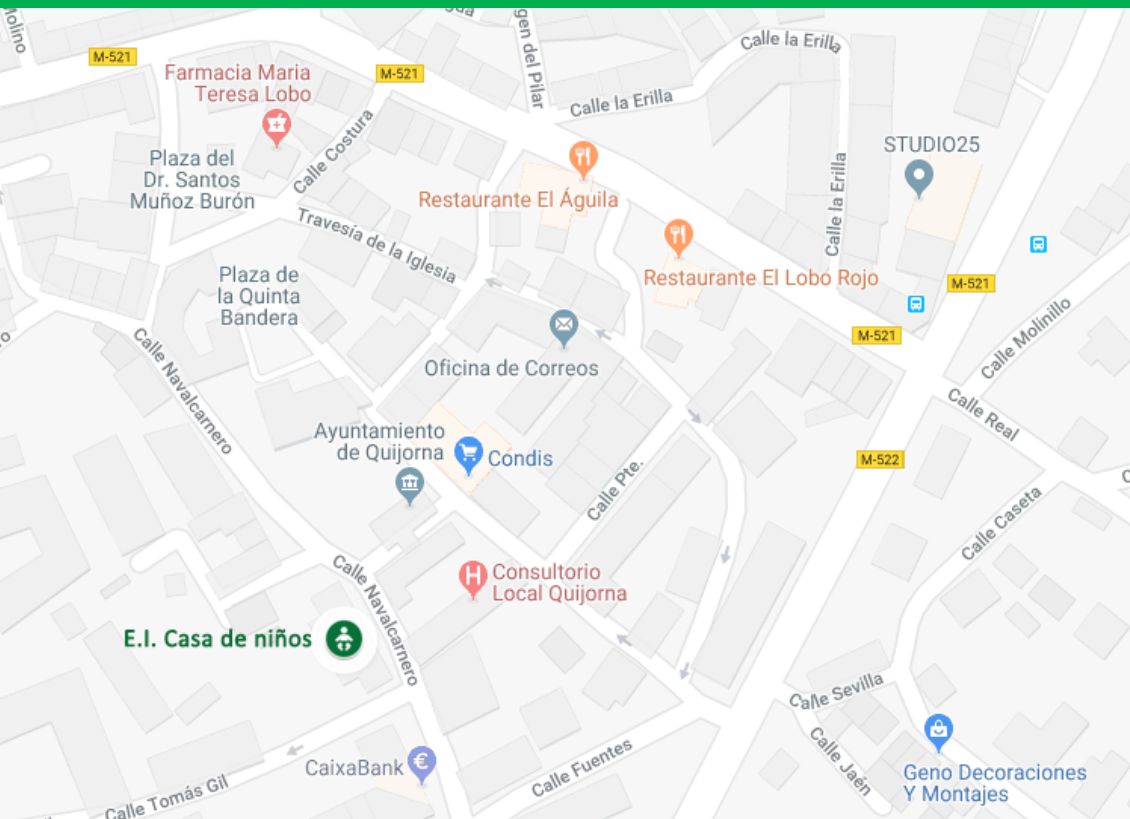 Molino
gua
gen del Pilar
Calle la Erilla
M-521
Farmacia Maria
Teresa Lobo
M-521
Calle la Erilla
Calle Costura
Plaza del
Dr. Santos
Muñoz Burón
STUDIO25
Restaurante El Águila
Calle la Erilla
Travesía de la Iglesia
Restaurante El Lobo Rojo
M-521
Plaza de
la Quinta
Bandera
M-521
Calle Molinillo
Calle Navalcarnero
Oficina de Correos
Calle Real
Ayuntamiento
de Quijorna
Condis
M-522
Calle Pte.
Calle Caseta
Consultorio
Local Quijorna
Calle Navalcarnero
E.I. Casa de niños
Calle Sevilla
CaixaBank
Calle Fuentes
Calle Jaén
Geno Decoraciones
Y Montajes
Calle Tomás Gil